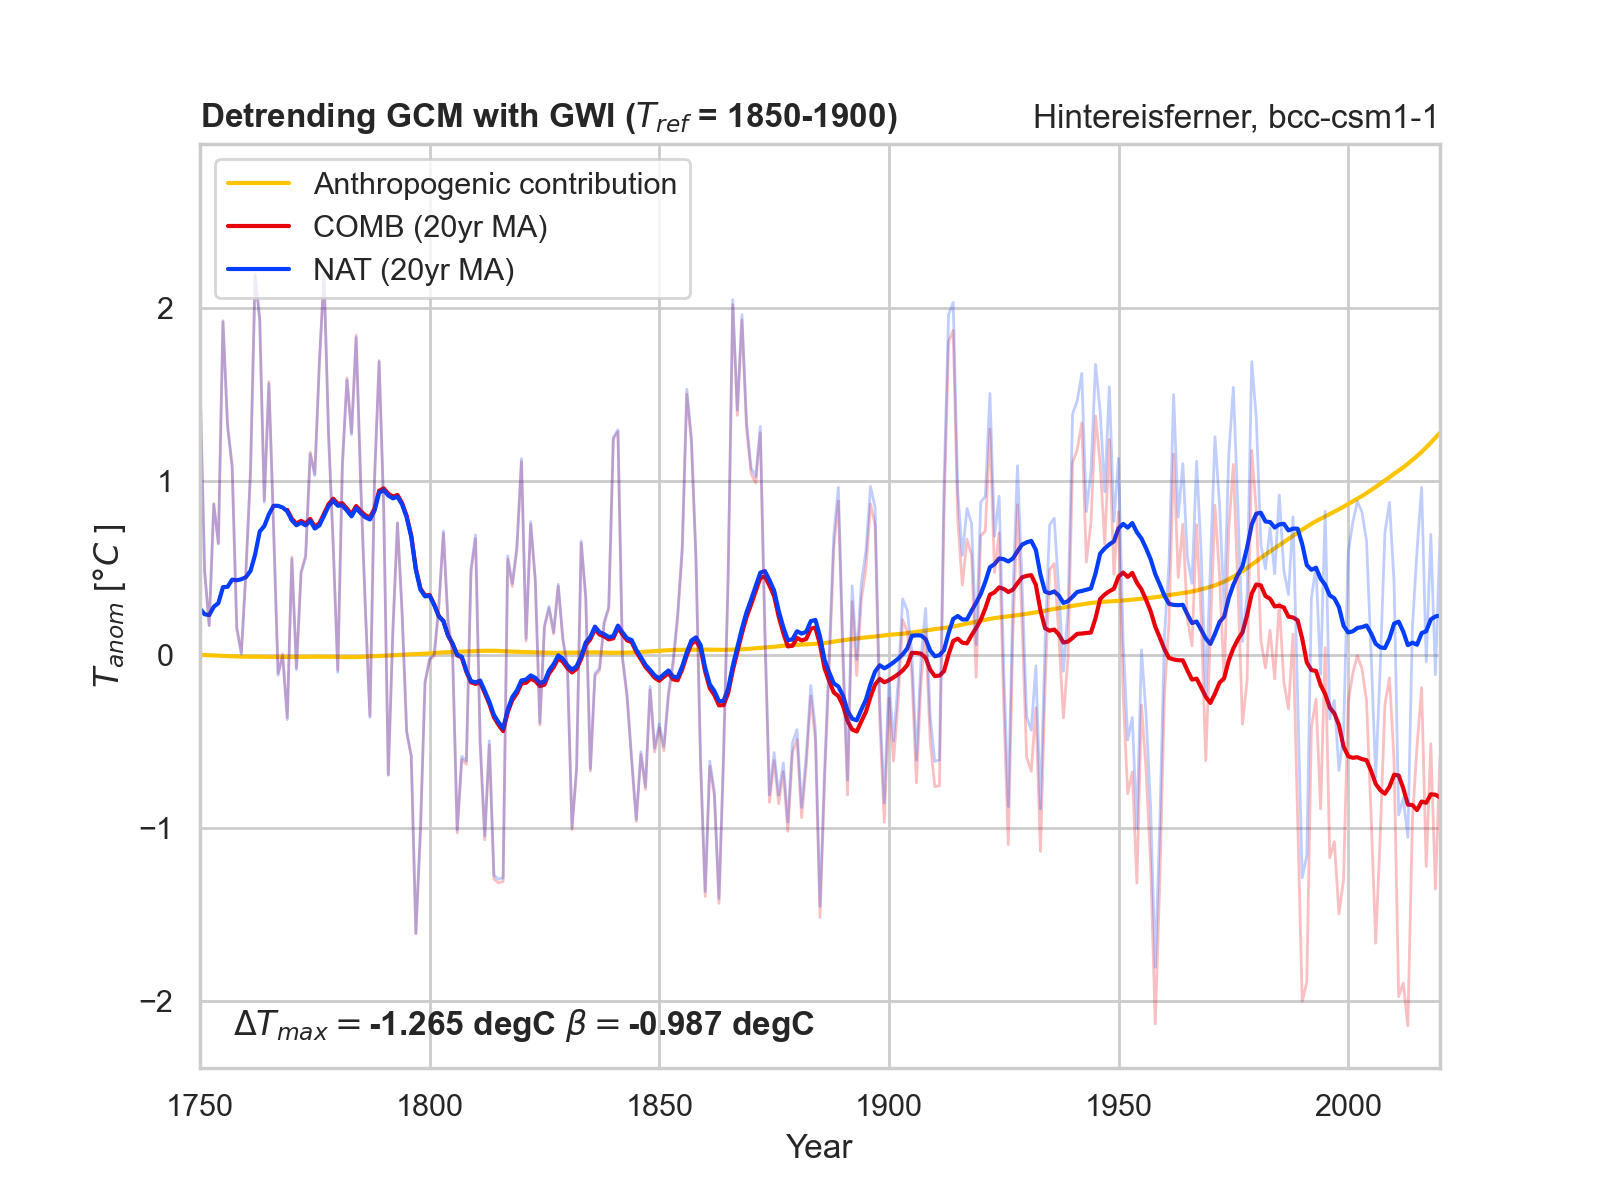 Detrending GCM with GWI (T_ref = 1850-1900)
Hintereisferner, bcc-csm1-1
Anthropogenic contribution
COMB (20yr MA)
NAT (20yr MA)
T_anom [°C ]
2
1
0
−1
−2
ΔT_max = -1.265 degC β = -0.987 degC
1750 1800 1850 1900 1950 2000
Year